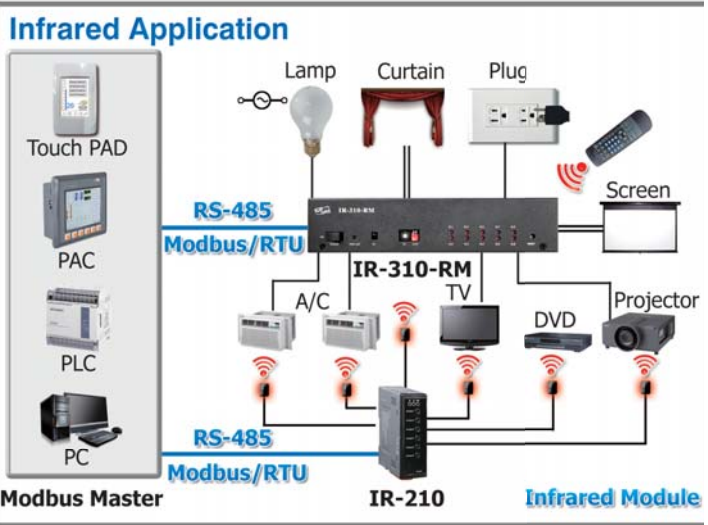 Infrared Application
Touch PAD
PAC
PLC
PC
Modbus Master
Lamp
Curtain
Plug
RS-485
Modbus/RTU
IR-310-RM
IR-310-RM
Screen
A/C
TV
DVD
Projector
RS-485
Modbus/RTU
IR-210
Infrared Module